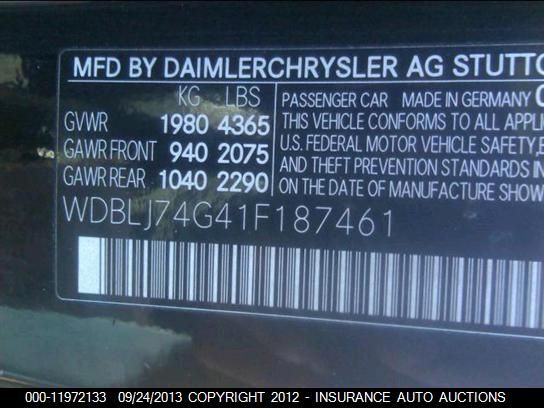 MFD BY DAIMLERCHRYSLER AG
KG LBS
GVWR 1980 4365
GAWR FRONT 940 2075
GAWR REAR 1040 2290
PASSENGER CAR MADE IN GERMANY
THIS VEHICLE CONFORMS TO ALL
U.S. FEDERAL MOTOR VEHICLE SAFETY,
AND THEFT PREVENTION STANDARDS IN
ON THE DATE OF MANUFACTURE
WDBLJ74G41F187461
000-11972133 09/24/2013 COPYRIGHT 2012 - INSURANCE AUTO AUCTIONS